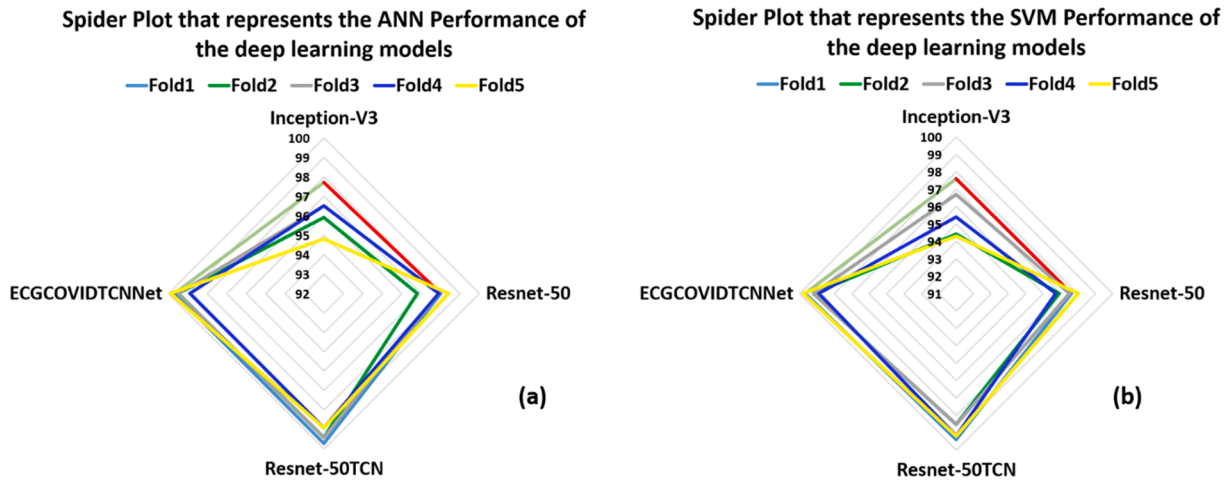 Spider Plot that represents the ANN Performance of
the deep learning models
Fold1 Fold2 Fold3 Fold4 Fold5
Inception-V3
100
99
98
97
96
95
94
93
92
ECGCOVIDTCNNet
Resnet-50
(a)
Resnet-50TCN
Spider Plot that represents the SVM Performance of
the deep learning models
Fold1 Fold2 Fold3 Fold4 Fold5
Inception-V3
100
99
98
97
96
95
94
93
92
91
ECGCOVIDTCNNet
Resnet-50
(b)
Resnet-50TCN